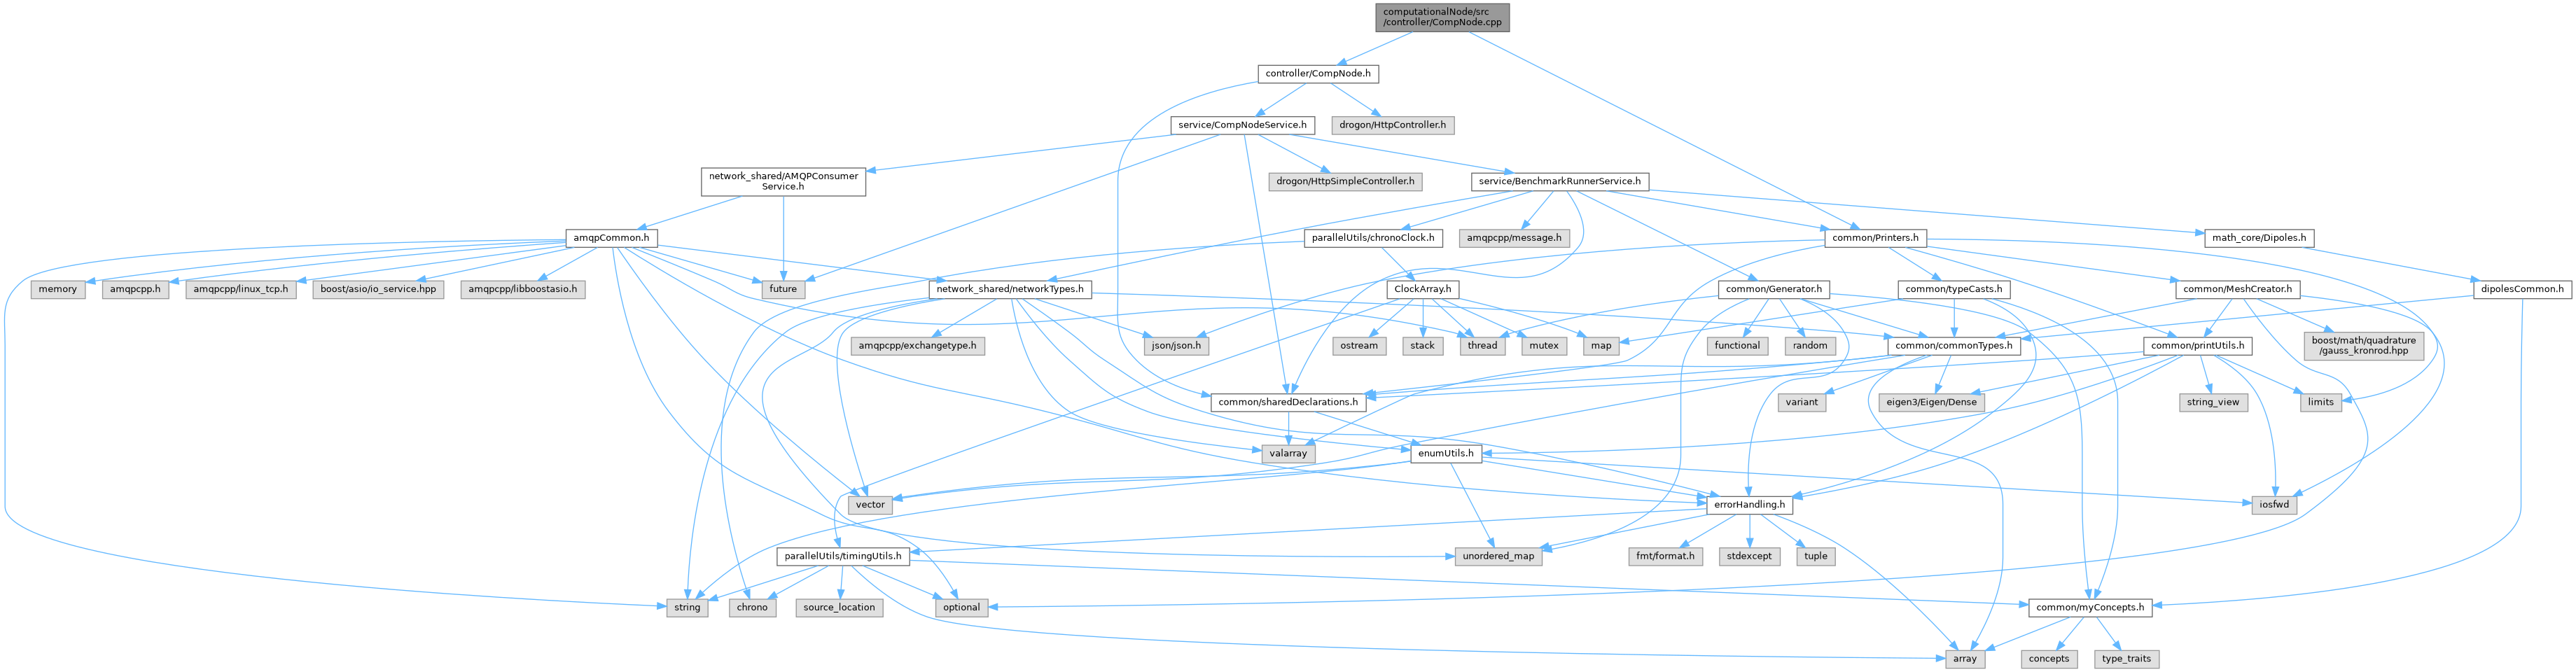 computationalNode/src
/controller/CompNode.cpp
controller/CompNode.h
service/CompNodeService.h
drogon/HttpController.h
network_shared/AMQPConsumer
Service.h
drogon/HttpSimpleController.h
service/BenchmarkRunnerService.h
amqpCommon.h
parallelUtils/chronoClock.h
amqpcpp/message.h
common/Printers.h
math_core/Dipoles.h
memory
amqpcpp.h
amqpcpp/linux_tcp.h
boost/asio/io_service.hpp
amqpcpp/libboostasio.h
future
network_shared/networkTypes.h
ClockArray.h
common/Generator.h
common/typeCasts.h
common/MeshCreator.h
dipolesCommon.h
amqpcpp/exchangetype.h
json/json.h
ostream
stack
thread
mutex
map
functional
random
common/commonTypes.h
common/printUtils.h
boost/math/quadrature
/gauss_kronrod.hpp
common/sharedDeclarations.h
variant
eigen3/Eigen/Dense
string_view
limits
valarray
enumUtils.h
vector
errorHandling.h
iosfwd
parallelUtils/timingUtils.h
unordered_map
fmt/format.h
stdexcept
tuple
string
chrono
source_location
optional
common/myConcepts.h
array
concepts
type_traits